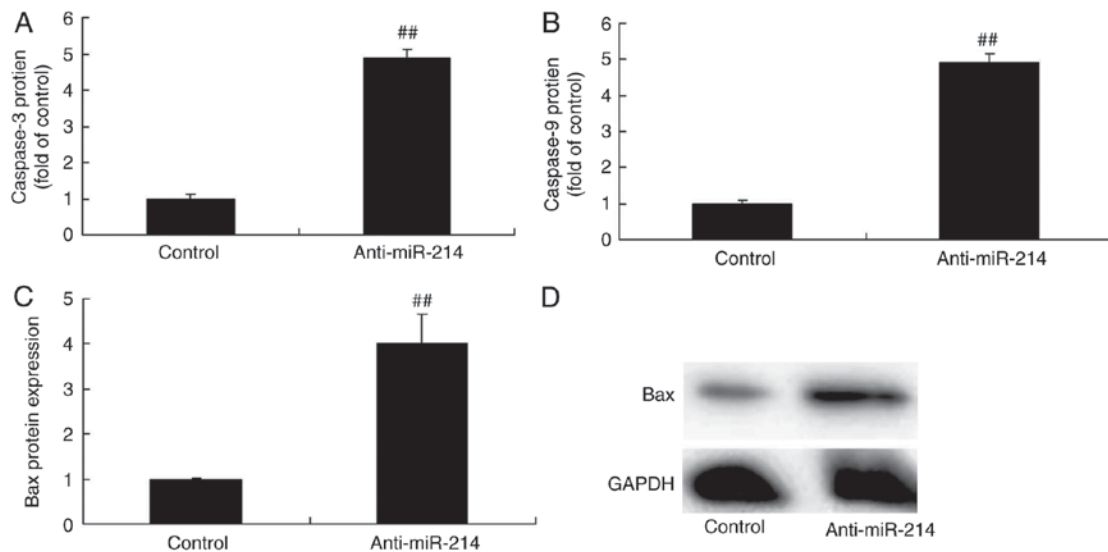 A
Caspase-3 protien
(fold of control)
6
5
4
3
2
1
0
##
Control
Anti-miR-214
B
Caspase-9 protien
(fold of control)
6
5
4
3
2
1
0
##
Control
Anti-miR-214
C
Bax protein expression
5
4
3
2
1
0
##
Control
Anti-miR-214
D
Bax
GAPDH
Control
Anti-miR-214